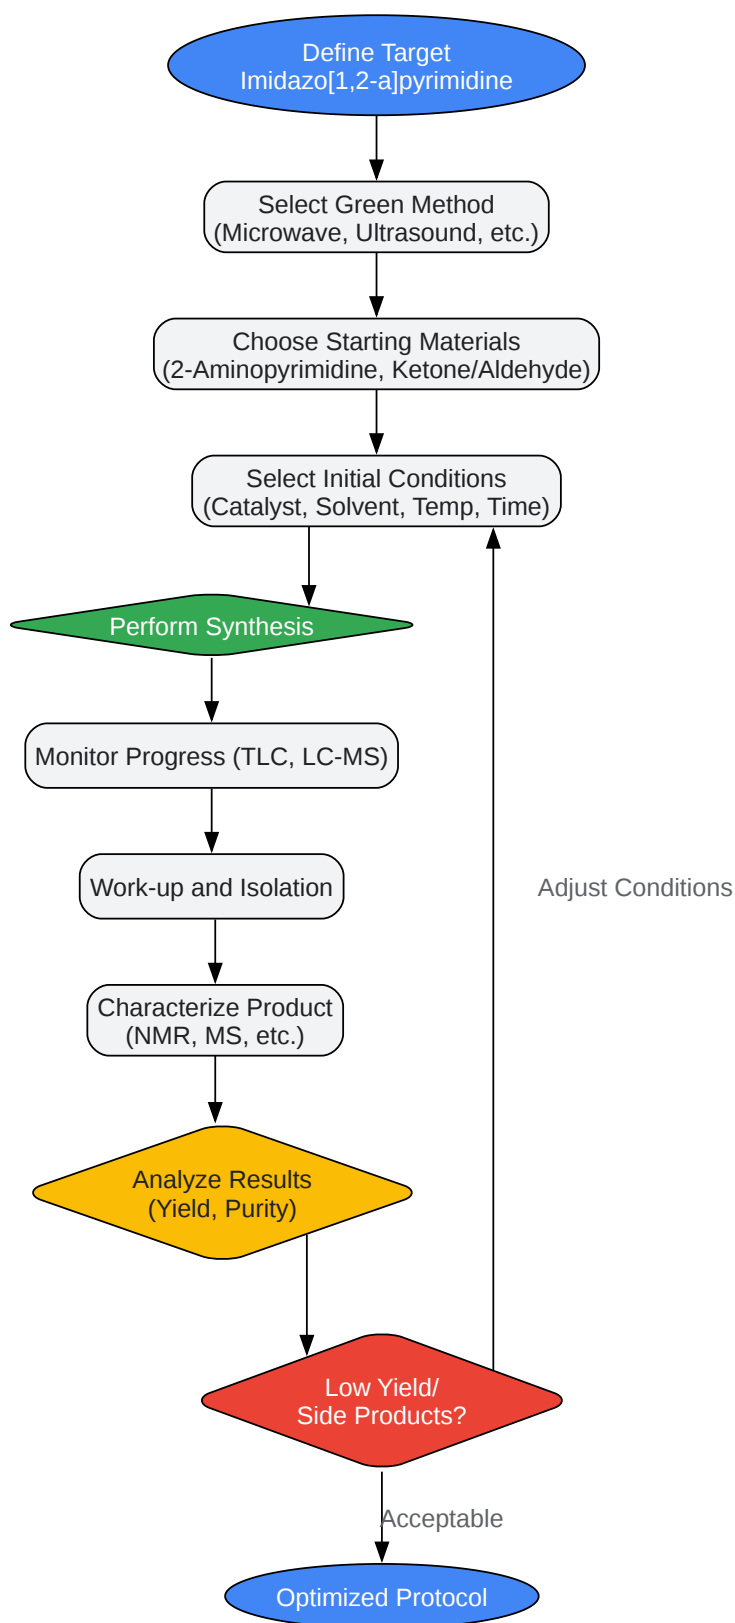 Define Target
Imidazo[1,2-a]pyrimidine
Select Green Method
(Microwave, Ultrasound, etc.)
Choose Starting Materials
(2-Aminopyrimidine, Ketone/Aldehyde)
Select Initial Conditions
(Catalyst, Solvent, Temp, Time)
Perform Synthesis
Monitor Progress (TLC, LC-MS)
Work-up and Isolation
Adjust Conditions
Characterize Product
(NMR, MS, etc.)
Analyze Results
(Yield, Purity)
Low Yield/
Side Products?
Acceptable
Optimized Protocol